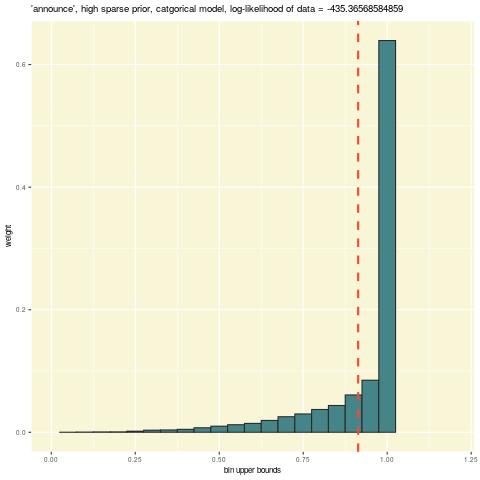 'announce', high sparse prior, catgorical model, log-likelihood of data = -435.36568584859
0.6
0.4
weight
0.2
0.0
0.00 0.25 0.50 0.75 1.00 1.25
bin upper bounds